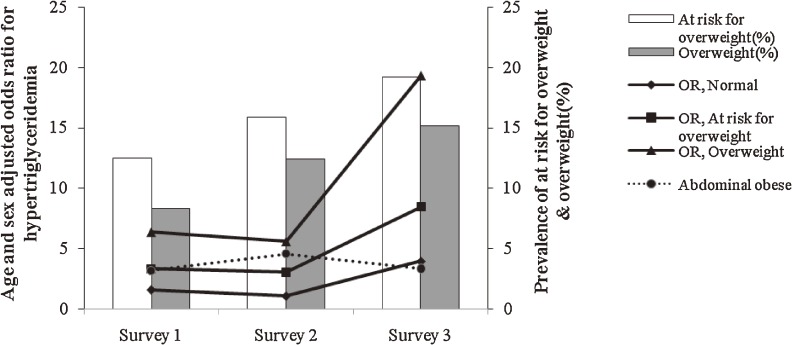 Age and sex adjusted odds ratio for
hypertriglyceridemia
25
20
15
10
5
0
Survey 1
Survey 2
Survey 3
25
20
15
10
5
0
Prevalence of at risk for overweight
& overweight(%)
At risk for
overweight(%)
Overweight(%)
OR, Normal
OR, At risk for
overweight
OR, Overweight
Abdominal obese